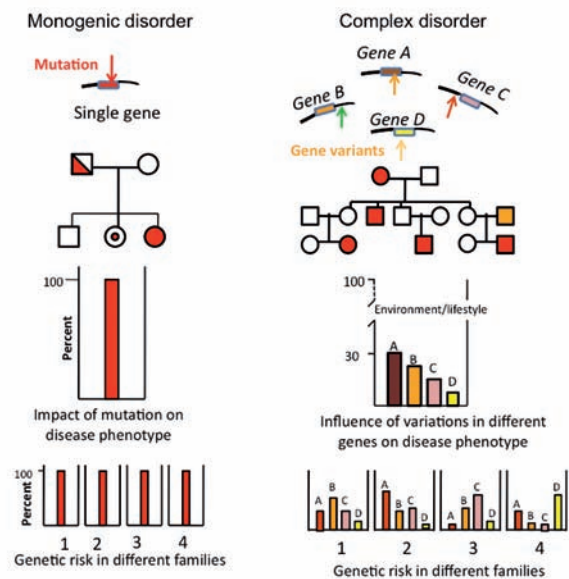 Monogenic disorder
Mutation
Single gene
100
Percent
Impact of mutation on
disease phenotype
100
Percent
1 2 3 4
Genetic risk in different families
Complex disorder
Gene A
Gene B
Gene C
Gene D
Gene variants
100
Environment/lifestyle
30
A
B
C
D
Influence of variations in different
genes on disease phenotype
A B C D
A B C D
A B C D
A B C D
1 2 3 4
Genetic risk in different families